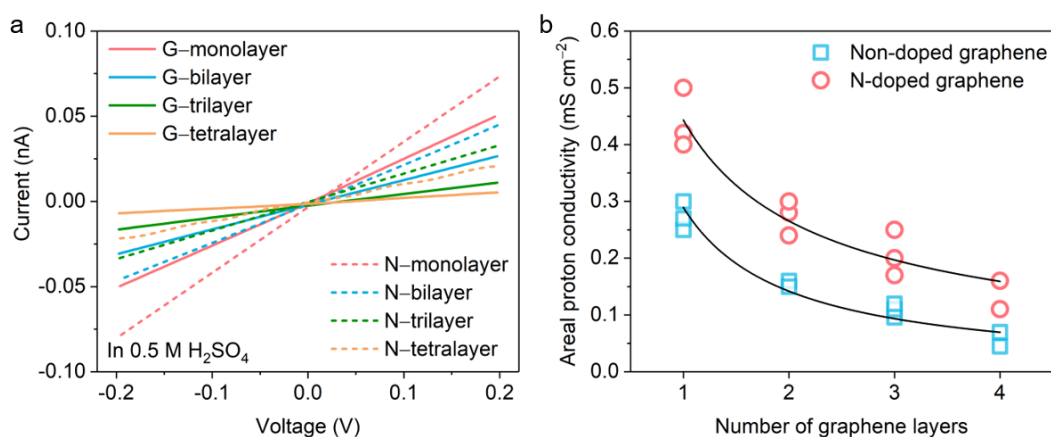 a
0.10
0.05
0.00
-0.05
-0.10
Current (nA)
G–monolayer
G–bilayer
G–trilayer
G–tetralayer
N–monolayer
N–bilayer
N–trilayer
N–tetralayer
In 0.5 M H₂SO₄
-0.2
-0.1
0.0
0.1
0.2
Voltage (V)
b
0.6
0.5
0.4
0.3
0.2
0.1
0.0
Areal proton conductivity (mS cm⁻²)
Non-doped graphene
N-doped graphene
1
2
3
4
Number of graphene layers